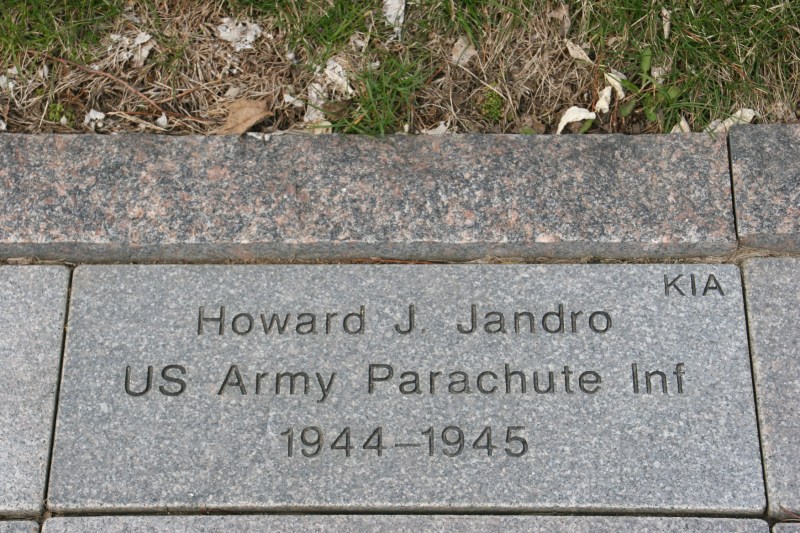 KIA
Howard J. Jandro
US Army Parachute Inf
1944–1945